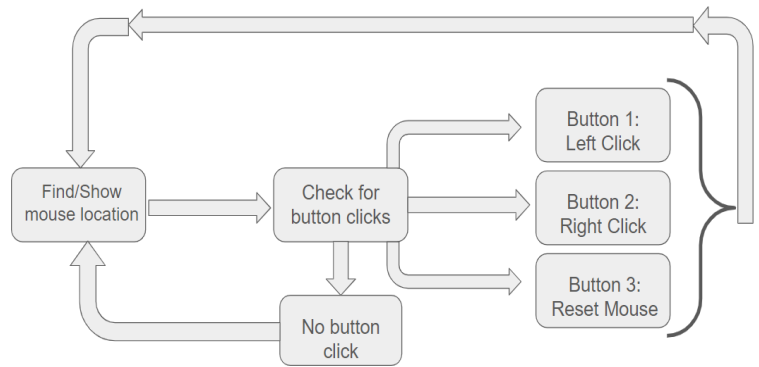 Find/Show
mouse location
Check for
button clicks
Button 1:
Left Click
Button 2:
Right Click
Button 3:
Reset Mouse
No button
click